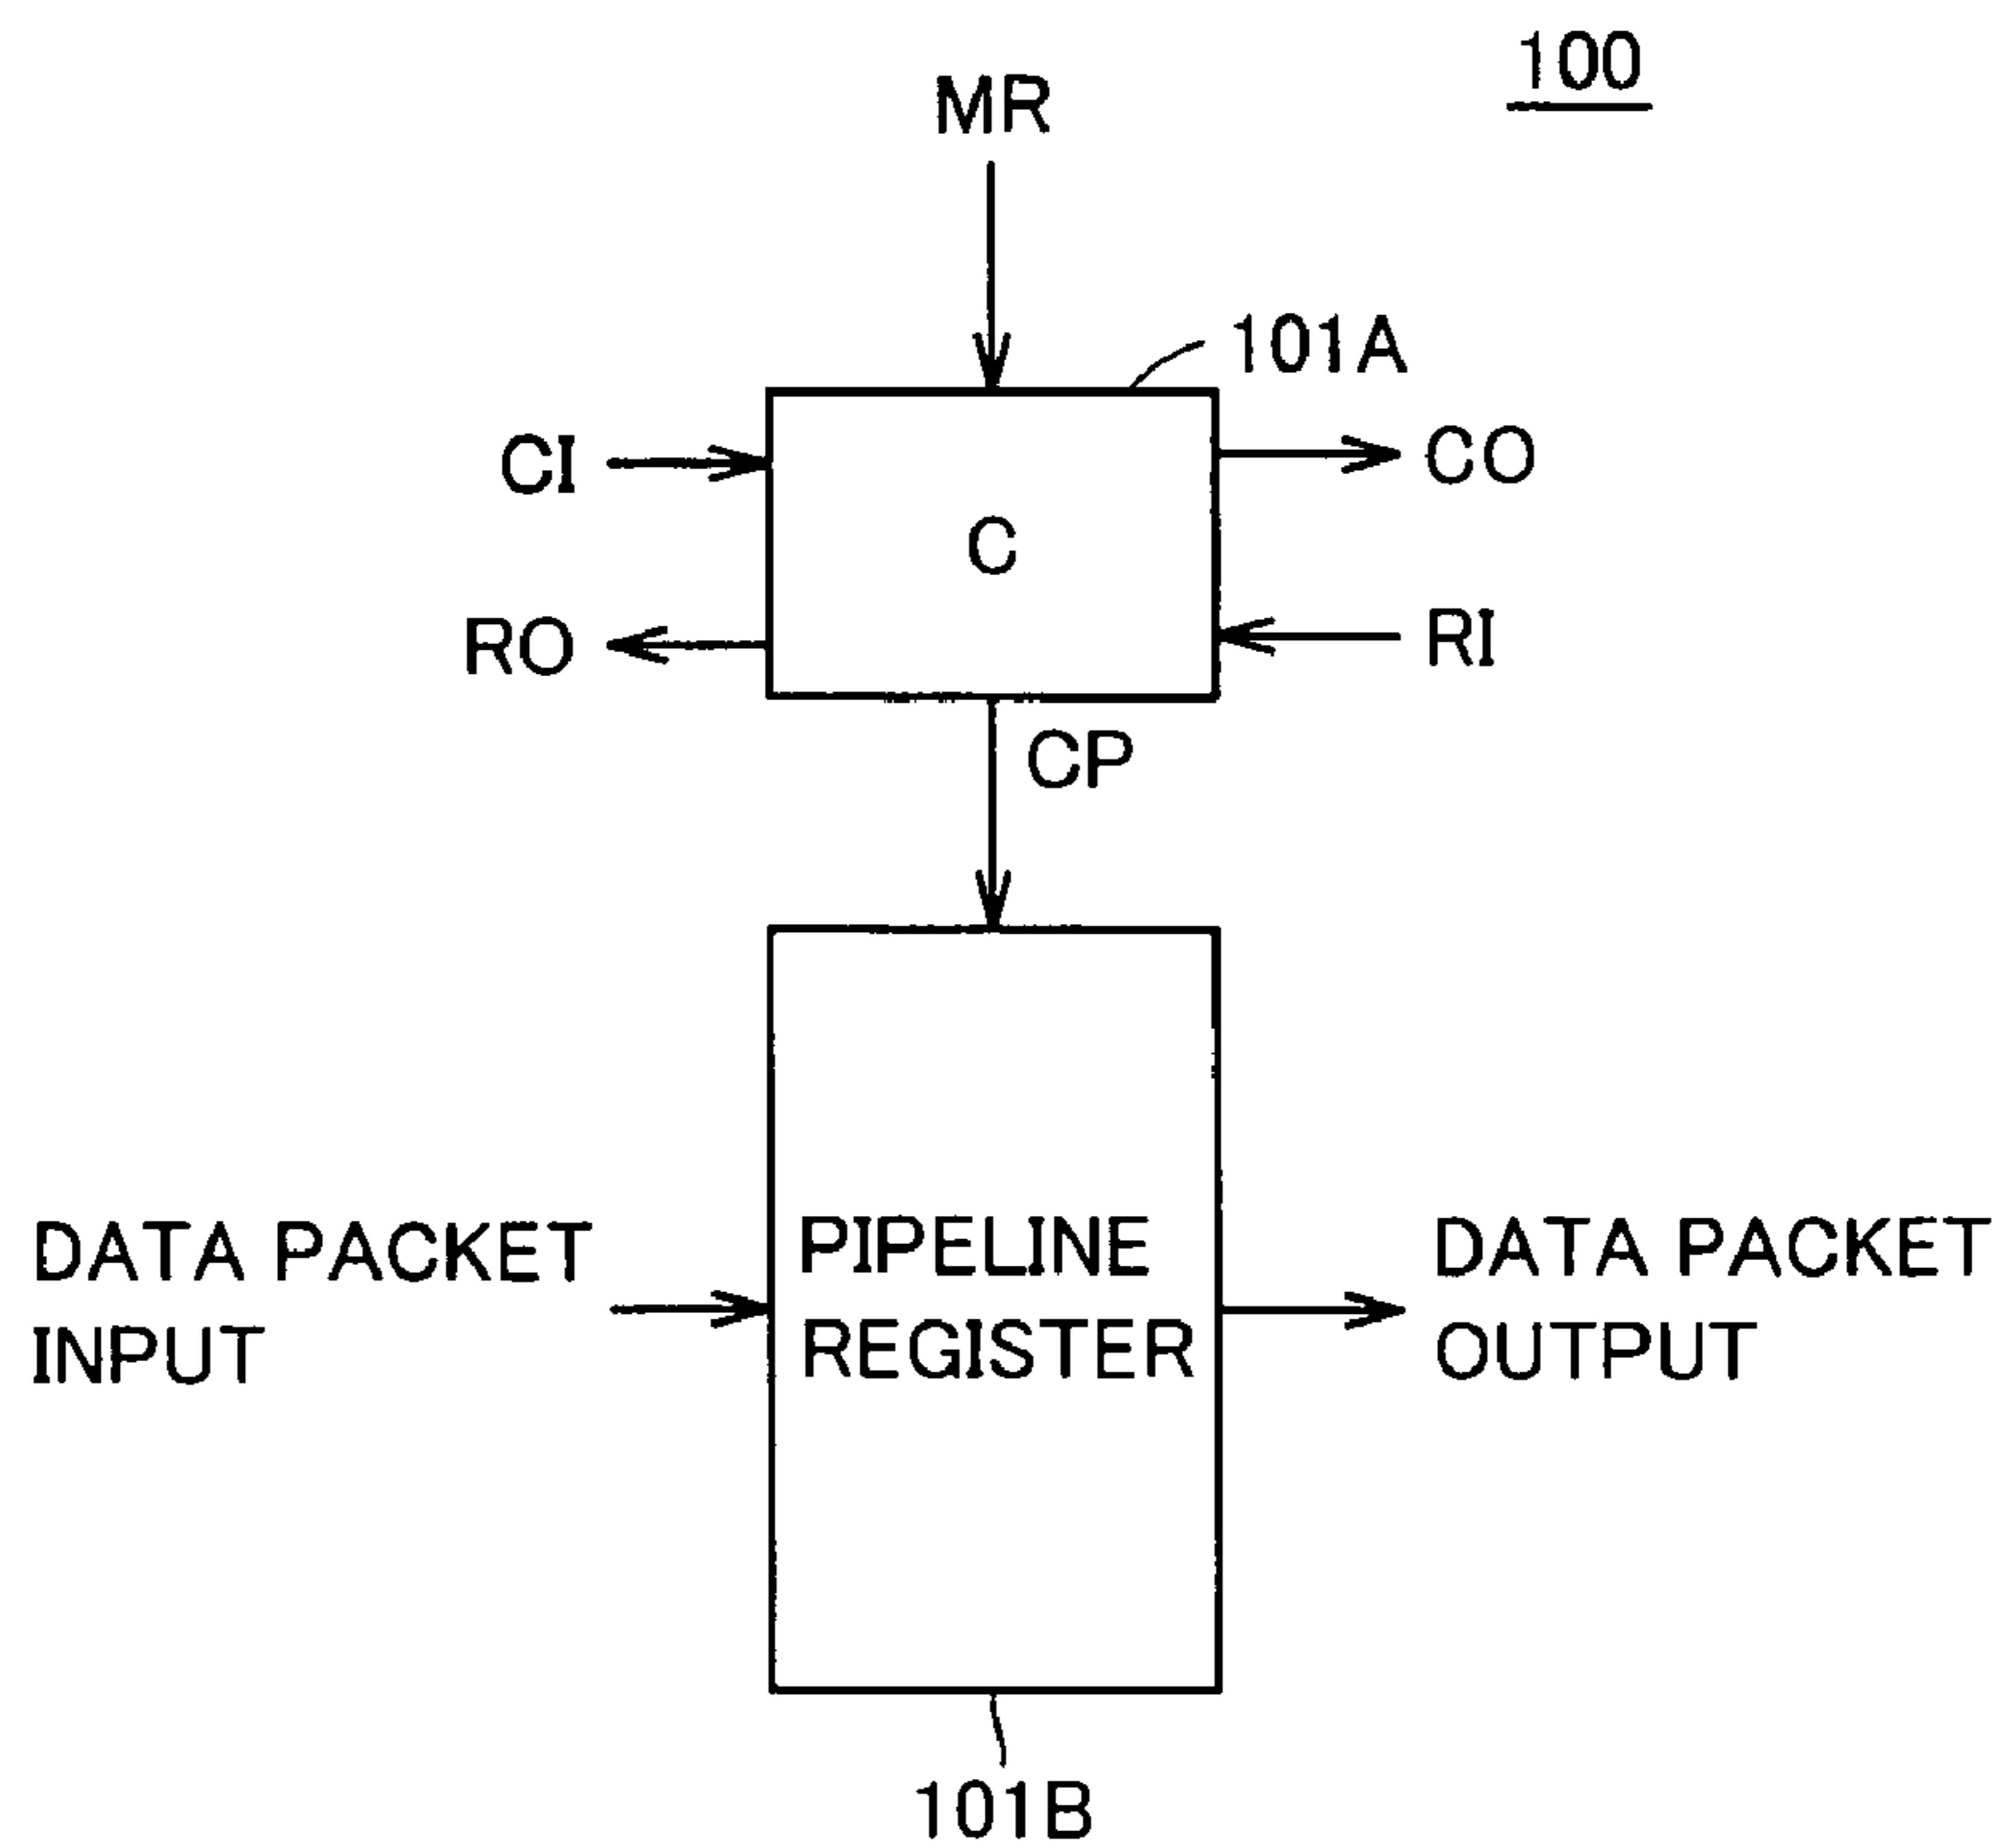 100
MR
101A
CI
CO
C
RO
RI
CP
DATA PACKET
INPUT
PIPELINE
REGISTER
DATA PACKET
OUTPUT
101B